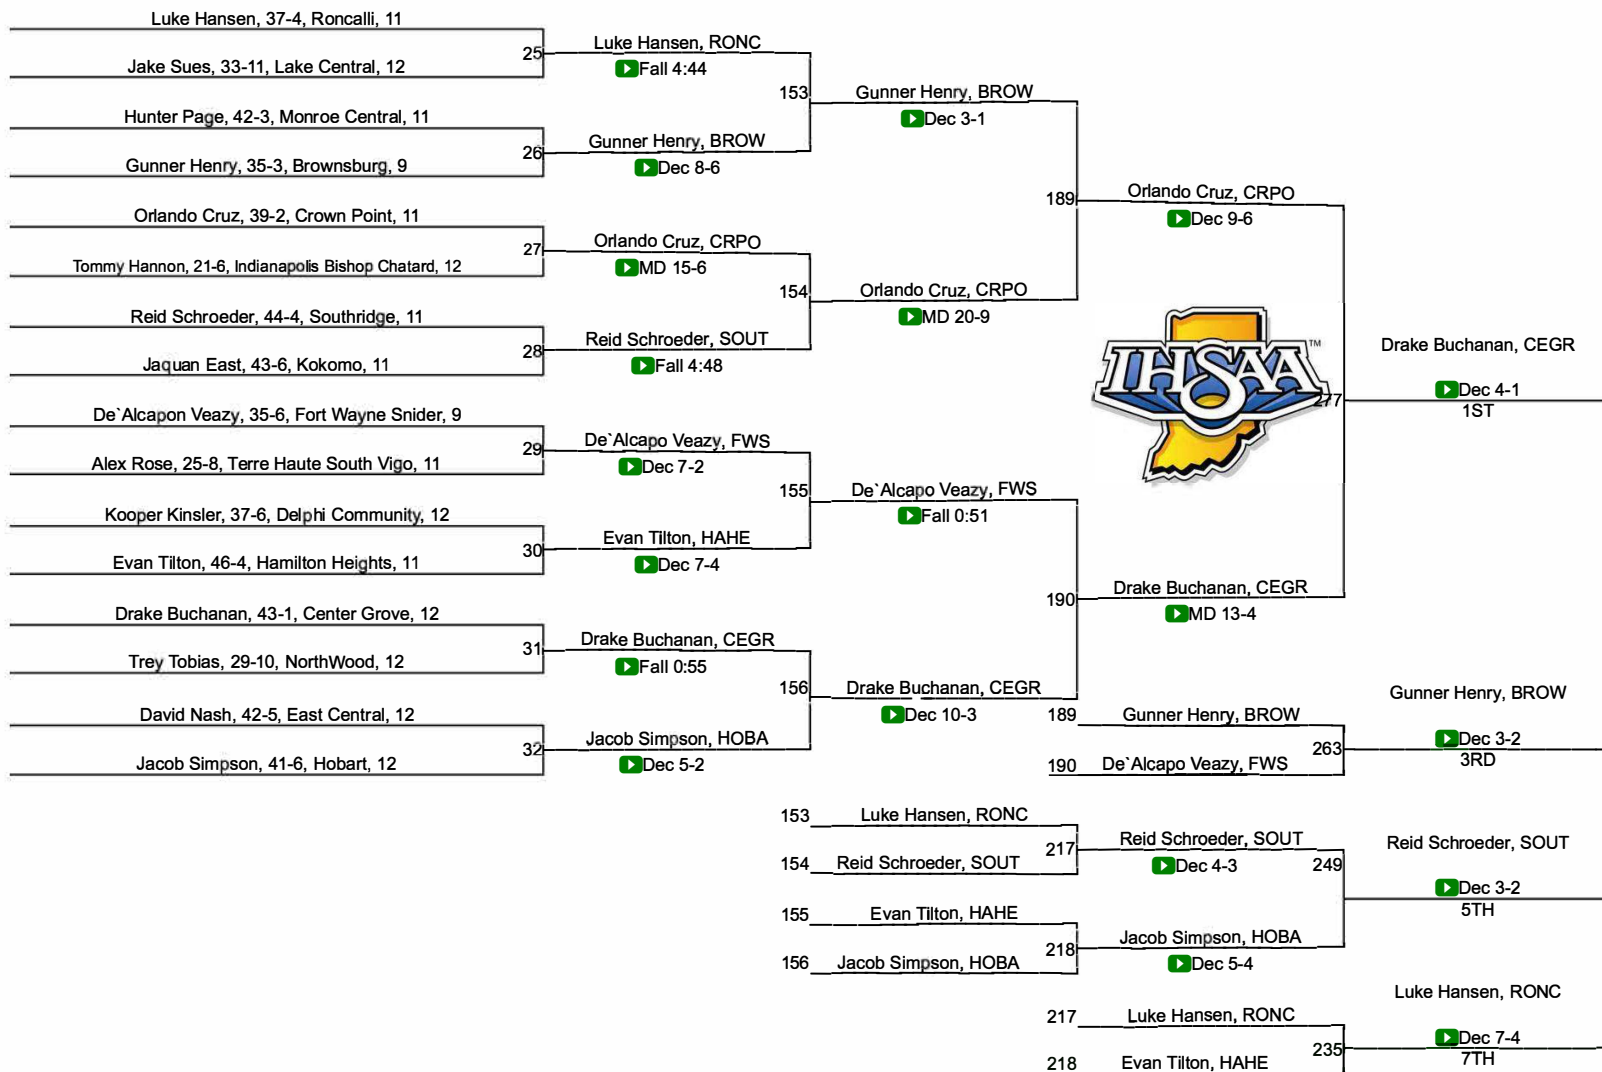 Luke Hansen, 37-4, Roncalli, 11
25
Jake Sues, 33-11, Lake Central, 12
Luke Hansen, RONC
Fall 4:44
Hunter Page, 42-3, Monroe Central, 11
26
Gunner Henry, 35-3, Brownsburg, 9
Gunner Henry, BROW
Dec 8-6
153
Gunner Henry, BROW
Dec 3-1
Orlando Cruz, 39-2, Crown Point, 11
27
Tommy Hannon, 21-6, Indianapolis Bishop Chatard, 12
Orlando Cruz, CRPO
MD 15-6
Reid Schroeder, 44-4, Southridge, 11
28
Jaquan East, 43-6, Kokomo, 11
Reid Schroeder, SOUT
Fall 4:48
154
Orlando Cruz, CRPO
MD 20-9
189
Orlando Cruz, CRPO
Dec 9-6
De`Alcapon Veazy, 35-6, Fort Wayne Snider, 9
29
Alex Rose, 25-8, Terre Haute South Vigo, 11
De`Alcapo Veazy, FWS
Dec 7-2
Kooper Kinsler, 37-6, Delphi Community, 12
30
Evan Tilton, 46-4, Hamilton Heights, 11
Evan Tilton, HAHE
Dec 7-4
155
De`Alcapo Veazy, FWS
Fall 0:51
Drake Buchanan, 43-1, Center Grove, 12
31
Trey Tobias, 29-10, NorthWood, 12
Drake Buchanan, CEGR
Fall 0:55
David Nash, 42-5, East Central, 12
32
Jacob Simpson, 41-6, Hobart, 12
Jacob Simpson, HOBA
Dec 5-2
156
Drake Buchanan, CEGR
Dec 10-3
190
Drake Buchanan, CEGR
MD 13-4
IHSAA TM
277
Drake Buchanan, CEGR
Dec 4-1
1ST
189 Gunner Henry, BROW
190 De`Alcapo Veazy, FWS
263
Gunner Henry, BROW
Dec 3-2
3RD
153 Luke Hansen, RONC
154 Reid Schroeder, SOUT
217
Reid Schroeder, SOUT
Dec 4-3
155 Evan Tilton, HAHE
156 Jacob Simpson, HOBA
218
Jacob Simpson, HOBA
Dec 5-4
249
Reid Schroeder, SOUT
Dec 3-2
5TH
217 Luke Hansen, RONC
218 Evan Tilton, HAHE
235
Luke Hansen, RONC
Dec 7-4
7TH